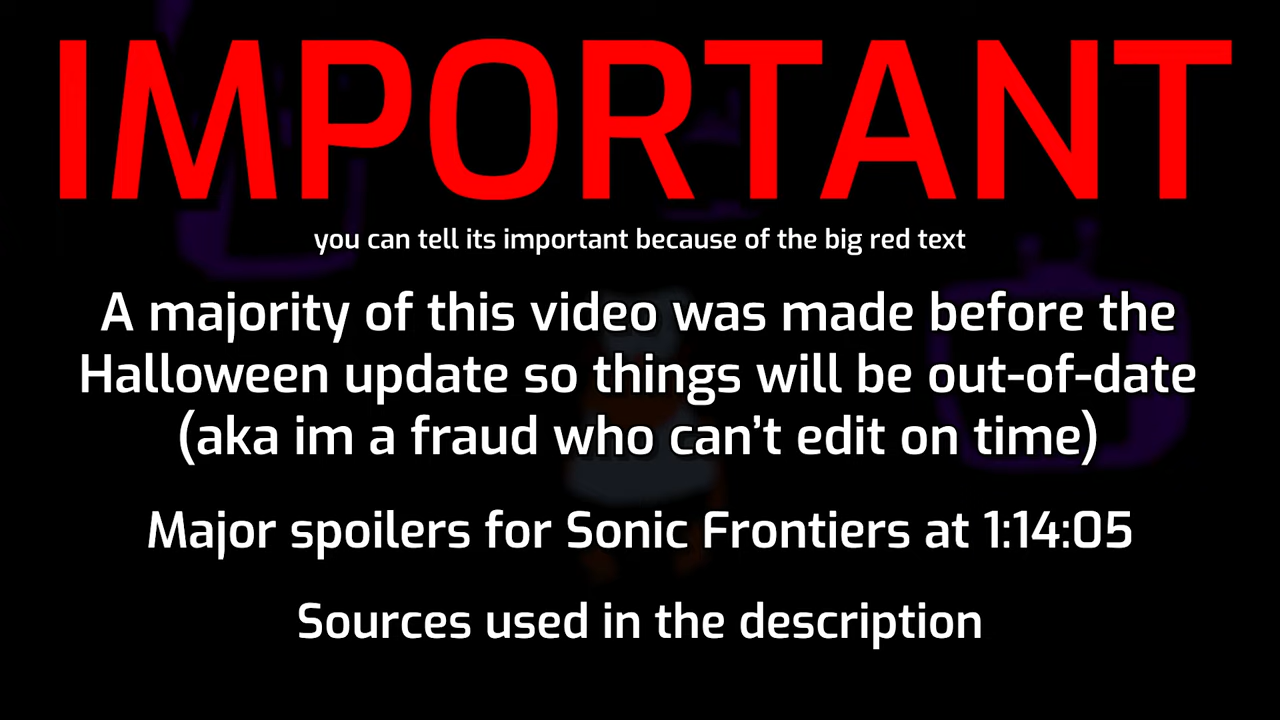 IMPORTANT
you can tell its important because of the big red text
A majority of this video was made before the
Halloween update so things will be out-of-date
(aka im a fraud who can’t edit on time)
Major spoilers for Sonic Frontiers at 1:14:05
Sources used in the description